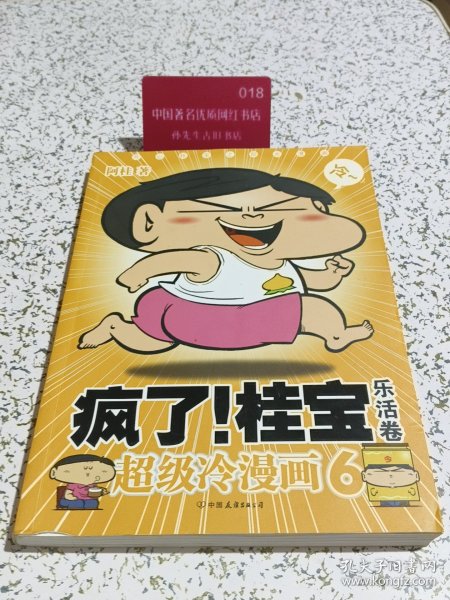 018
中国著名优质网红书店
孙先生古旧书店
阿桂 著
冷~
疯了!桂宝
乐活卷
超级冷漫画6
中国友谊出版公司
孔夫子旧书网
www.kongfz.com